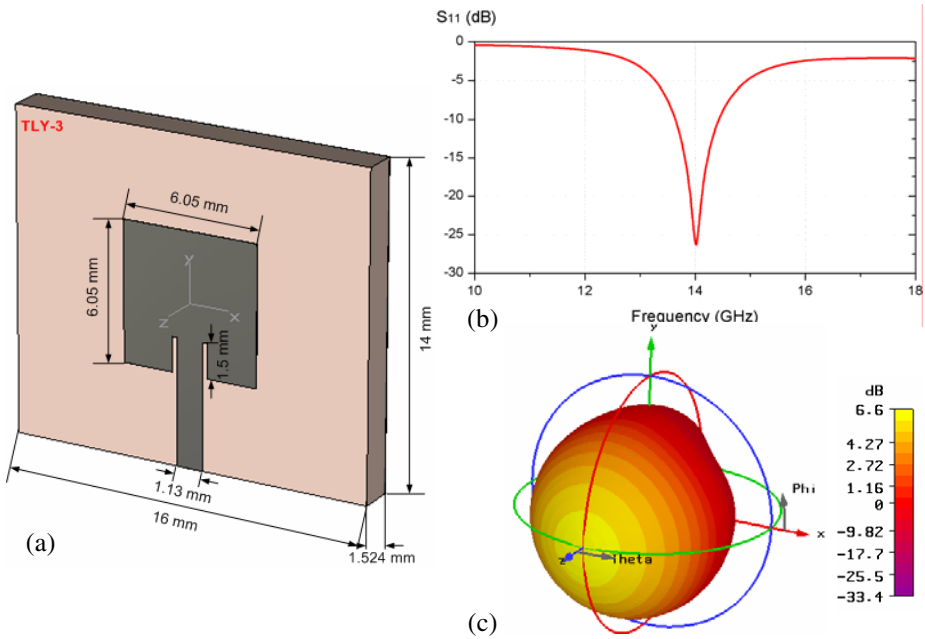 TLY-3
6.05 mm
6.05 mm
1.5 mm
y
x
z
14 mm
1.13 mm
16 mm
1.524 mm
(a)
S11 (dB)
0
-5
-10
-15
-20
-25
-30
10
12
14
16
18
Frequency (GHz)
(b)
y
Phi
x
z
Theta
dB
6.6
4.27
2.72
1.16
0
-9.82
-17.7
-25.5
-33.4
(c)